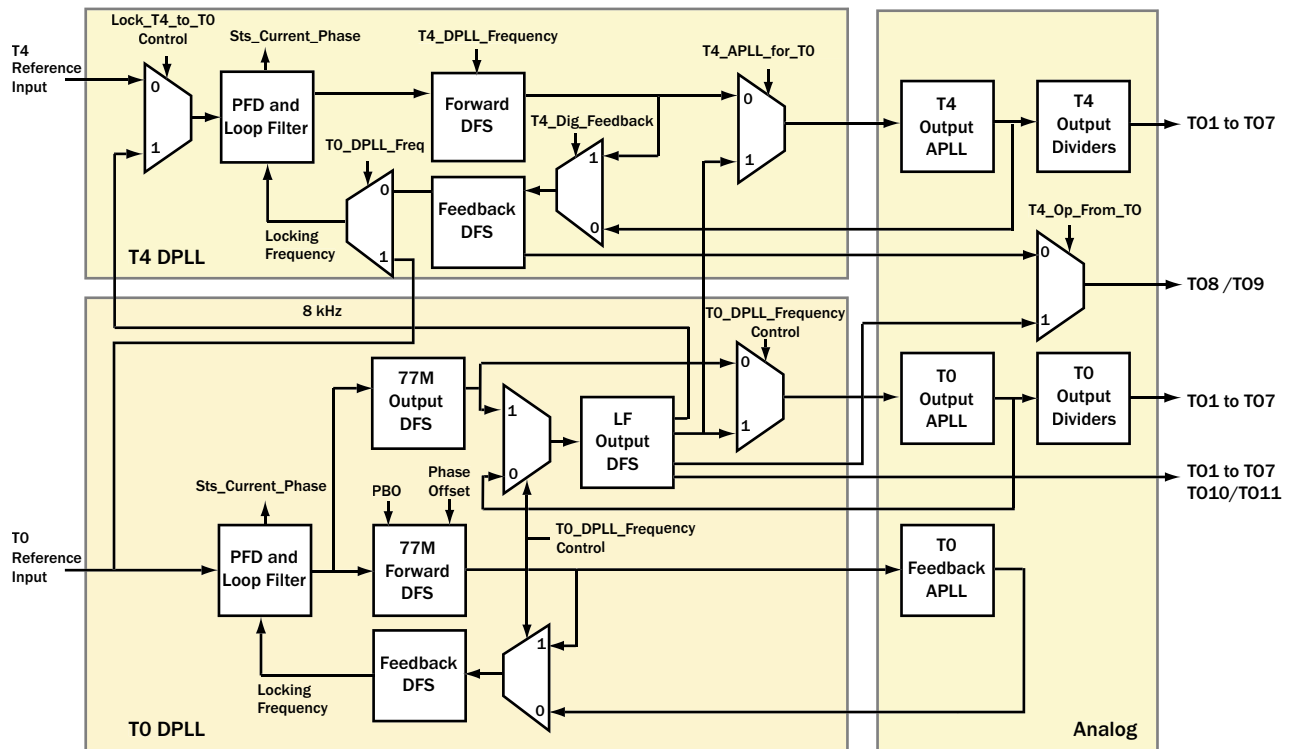 Lock_T4_to_T0
Control
T4
Reference
Input
0
1
Sts_Current_Phase
PFD and
Loop Filter
T4_DPLL_Frequency
Forward
DFS
T4_Dig_Feedback
1
0
T0_DPLL_Freq
0
1
Feedback
DFS
Locking
Frequency
T4 DPLL
T4_APLL_for_T0
0
1
T4
Output
APLL
T4
Output
Dividers
TO1 to TO7
T4_Op_From_T0
0
1
TO8 /TO9
8 kHz
T0_DPLL_Frequency
Control
0
1
77M
Output
DFS
1
0
LF
Output
DFS
T0
Output
APLL
T0
Output
Dividers
TO1 to TO7
TO1 to TO7
TO10/TO11
Sts_Current_Phase
PBO
Phase
Offset
T0
Reference
Input
PFD and
Loop Filter
77M
Forward
DFS
T0_DPLL_Frequency
Control
T0
Feedback
APLL
1
0
Feedback
DFS
Locking
Frequency
T0 DPLL
Analog